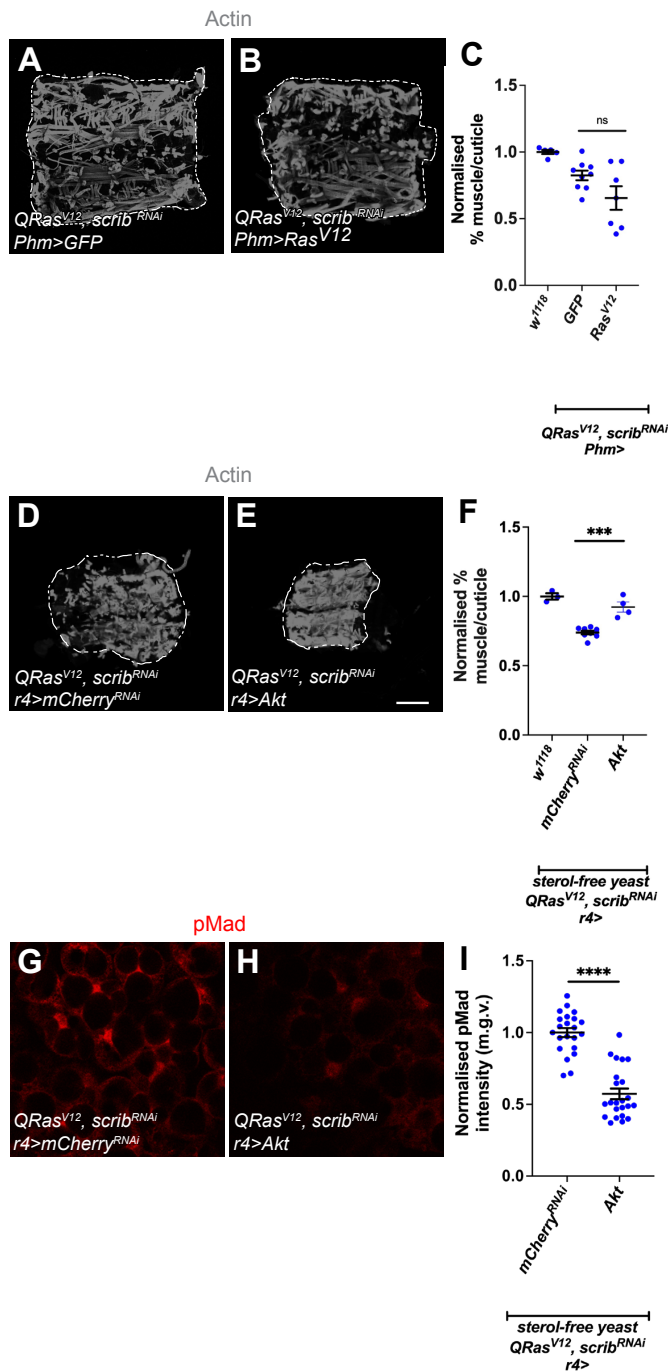 Actin
A
QRasV12, scrib RNAi
Phm>GFP
B
QRasV12, scrib RNAi
Phm>RasV12
C
Normalised
% muscle/cuticle
1.5
1.0
0.5
0.0
ns
w1118
GFP
RasV12
QRasV12, scribRNAi
Phm>
Actin
D
QRasV12, scribRNAi
r4>mCherryRNAi
E
QRasV12, scribRNAi
r4>Akt
F
Normalised %
muscle/cuticle
1.5
1.0
0.5
0.0
***
w1118
mCherryRNAi
Akt
sterol-free yeast
QRasV12, scribRNAi
r4>
pMad
G
QRasV12, scribRNAi
r4>mCherryRNAi
H
QRasV12, scribRNAi
r4>Akt
I
Normalised pMad
intensity (m.g.v.)
1.5
1.0
0.5
0.0
****
mCherryRNAi
Akt
sterol-free yeast
QRasV12, scribRNAi
r4>